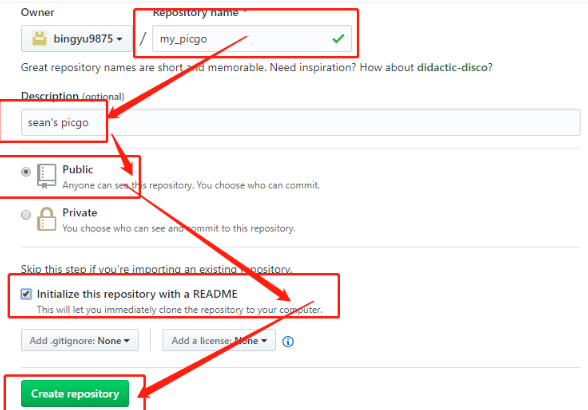 Owner
Repository name *
bingyu9875 / my_picgo
Great repository names are short and memorable. Need inspiration? How about didactic-disco?
Description (optional)
sean's picgo
Public
Anyone can see this repository. You choose who can commit.
Private
You choose who can see and commit to this repository.
Skip this step if you're importing an existing repository.
Initialize this repository with a README
This will let you immediately clone the repository to your computer.
Add .gitignore: None Add a license: None
Create repository